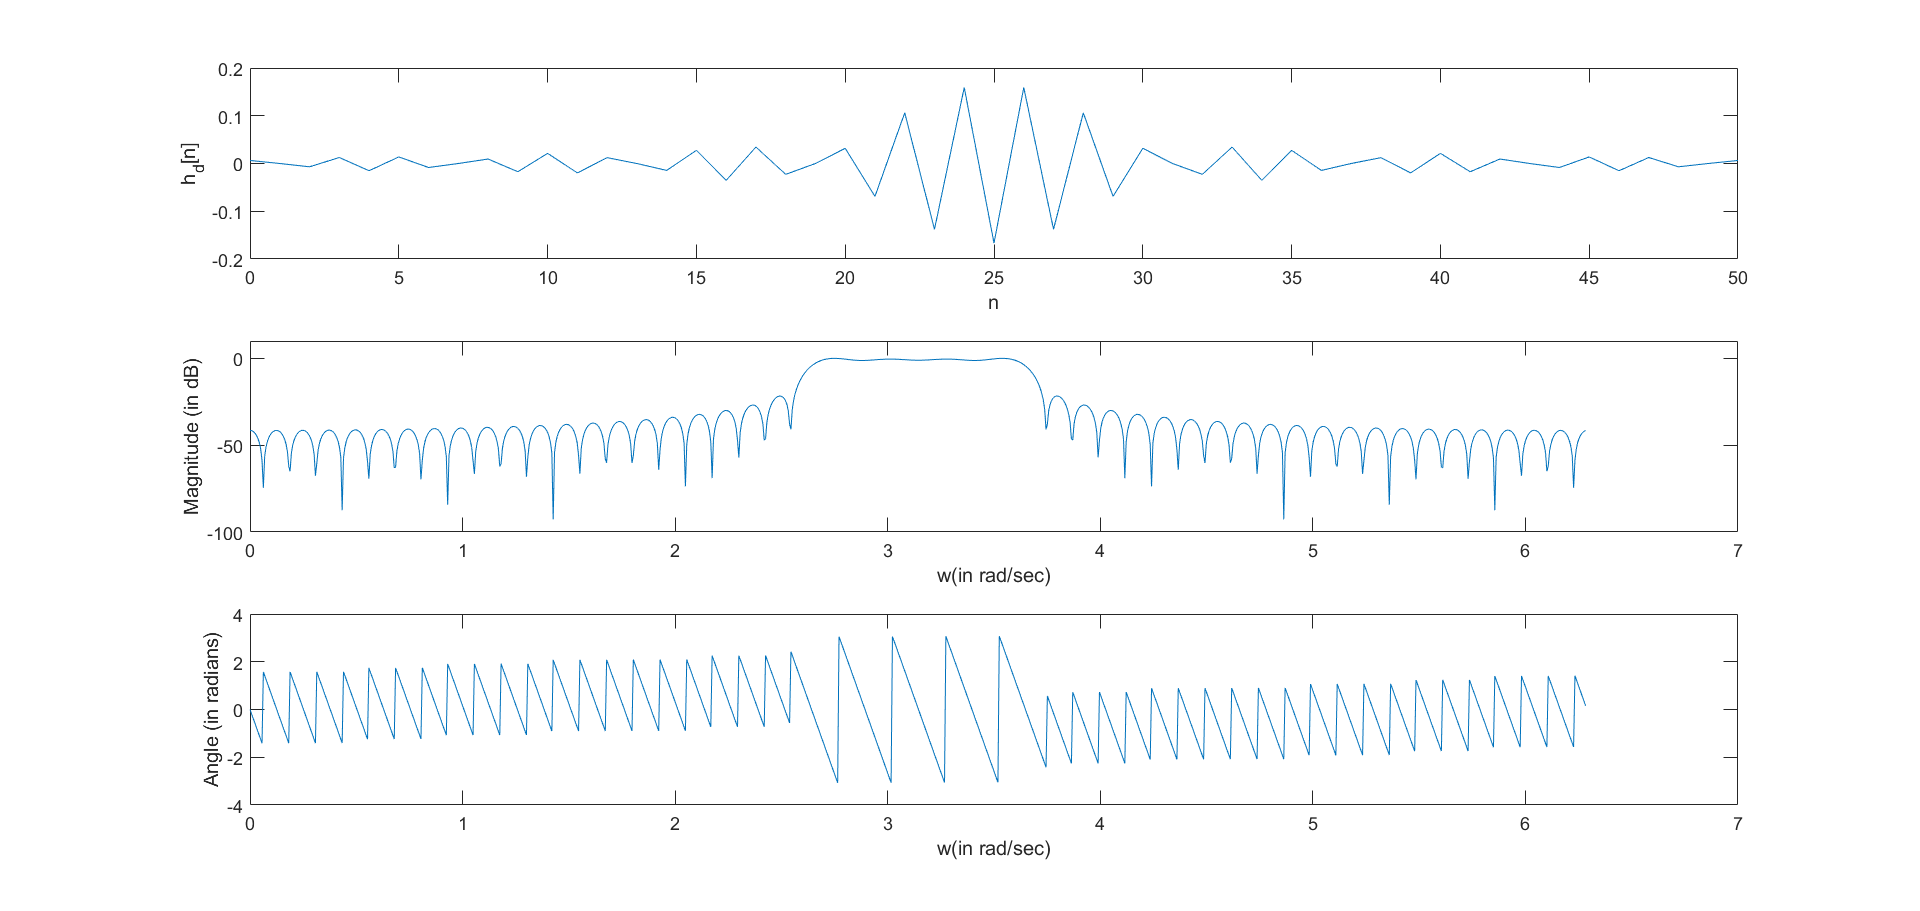 0.2
0.1
0
-0.1
-0.2
h_d[n]
0 5 10 15 20 25 30 35 40 45 50
n
0
-50
-100
Magnitude (in dB)
0 1 2 3 4 5 6 7
w(in rad/sec)
4
2
0
-2
-4
Angle (in radians)
0 1 2 3 4 5 6 7
w(in rad/sec)